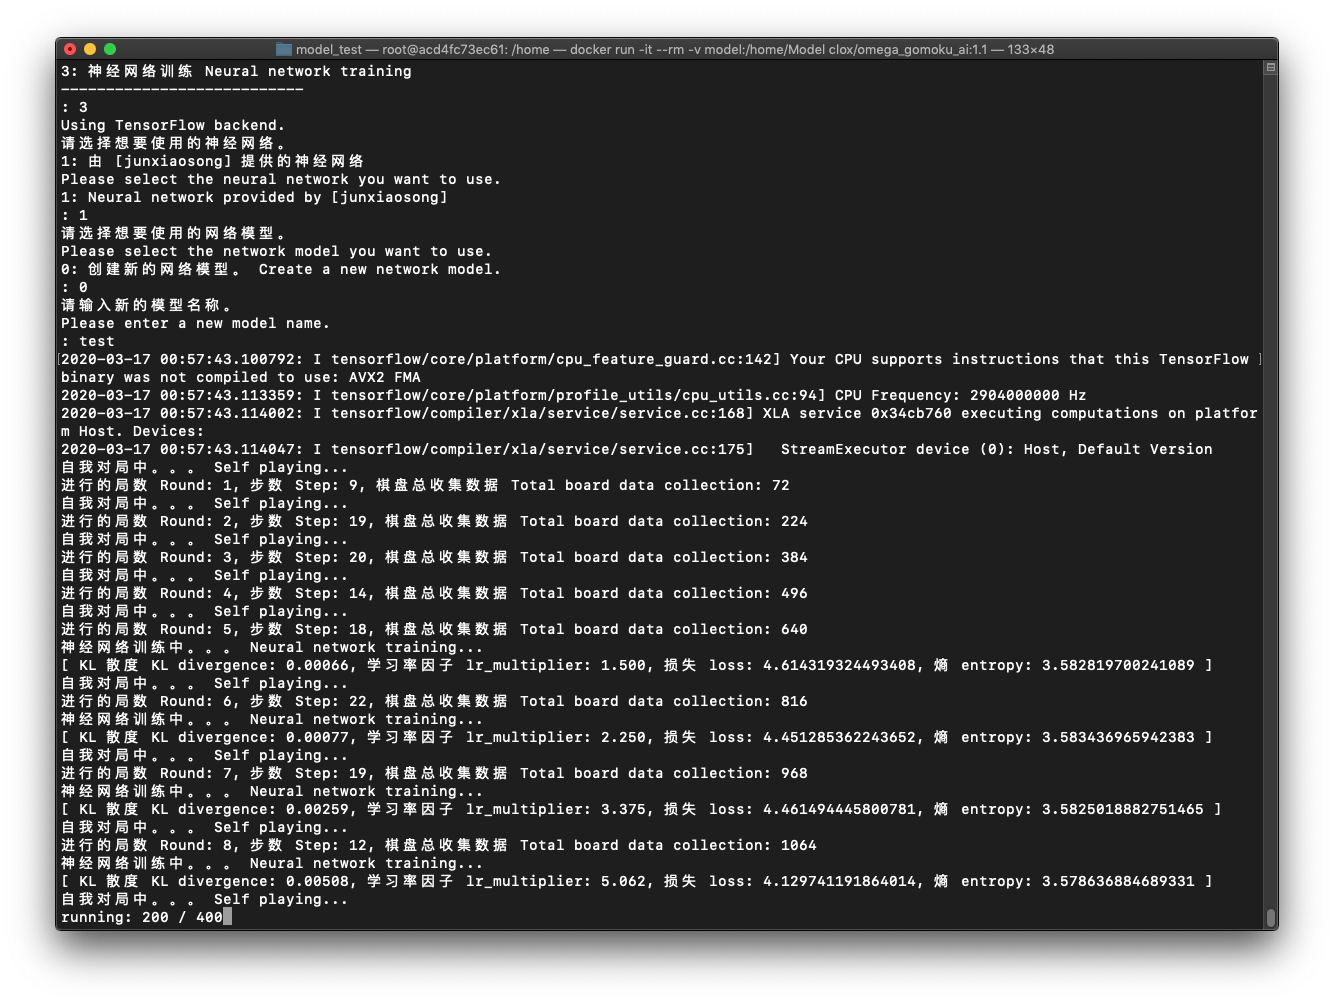 model_test — root@acd4fc73ec61: /home — docker run -it --rm -v model:/home/Model clox/omega_gomoku_ai:1.1 — 133×48
3: 神经网络训练 Neural network training
---------------------------
: 3
Using TensorFlow backend.
请选择想要使用的神经网络。
1: 由 [junxiaosong] 提供的神经网络
Please select the neural network you want to use.
1: Neural network provided by [junxiaosong]
: 1
请选择想要使用的网络模型。
Please select the network model you want to use.
0: 创建新的网络模型。 Create a new network model.
: 0
请输入新的模型名称。
Please enter a new model name.
: test
2020-03-17 00:57:43.100792: I tensorflow/core/platform/cpu_feature_guard.cc:142] Your CPU supports instructions that this TensorFlow
binary was not compiled to use: AVX2 FMA
2020-03-17 00:57:43.113359: I tensorflow/core/platform/profile_utils/cpu_utils.cc:94] CPU Frequency: 2904000000 Hz
2020-03-17 00:57:43.114002: I tensorflow/compiler/xla/service/service.cc:168] XLA service 0x34cb760 executing computations on platfor
m Host. Devices:
2020-03-17 00:57:43.114047: I tensorflow/compiler/xla/service/service.cc:175]   StreamExecutor device (0): Host, Default Version
自我对局中。。。 Self playing...
进行的局数 Round: 1, 步数 Step: 9, 棋盘总收集数据 Total board data collection: 72
自我对局中。。。 Self playing...
进行的局数 Round: 2, 步数 Step: 19, 棋盘总收集数据 Total board data collection: 224
自我对局中。。。 Self playing...
进行的局数 Round: 3, 步数 Step: 20, 棋盘总收集数据 Total board data collection: 384
自我对局中。。。 Self playing...
进行的局数 Round: 4, 步数 Step: 14, 棋盘总收集数据 Total board data collection: 496
自我对局中。。。 Self playing...
进行的局数 Round: 5, 步数 Step: 18, 棋盘总收集数据 Total board data collection: 640
神经网络训练中。。。 Neural network training...
[ KL 散度 KL divergence: 0.00066, 学习率因子 lr_multiplier: 1.500, 损失 loss: 4.614319324493408, 熵 entropy: 3.582819700241089 ]
自我对局中。。。 Self playing...
进行的局数 Round: 6, 步数 Step: 22, 棋盘总收集数据 Total board data collection: 816
神经网络训练中。。。 Neural network training...
[ KL 散度 KL divergence: 0.00077, 学习率因子 lr_multiplier: 2.250, 损失 loss: 4.451285362243652, 熵 entropy: 3.583436965942383 ]
自我对局中。。。 Self playing...
进行的局数 Round: 7, 步数 Step: 19, 棋盘总收集数据 Total board data collection: 968
神经网络训练中。。。 Neural network training...
[ KL 散度 KL divergence: 0.00259, 学习率因子 lr_multiplier: 3.375, 损失 loss: 4.461494445800781, 熵 entropy: 3.5825018882751465 ]
自我对局中。。。 Self playing...
进行的局数 Round: 8, 步数 Step: 12, 棋盘总收集数据 Total board data collection: 1064
神经网络训练中。。。 Neural network training...
[ KL 散度 KL divergence: 0.00508, 学习率因子 lr_multiplier: 5.062, 损失 loss: 4.129741191864014, 熵 entropy: 3.578636884689331 ]
自我对局中。。。 Self playing...
running: 200 / 400